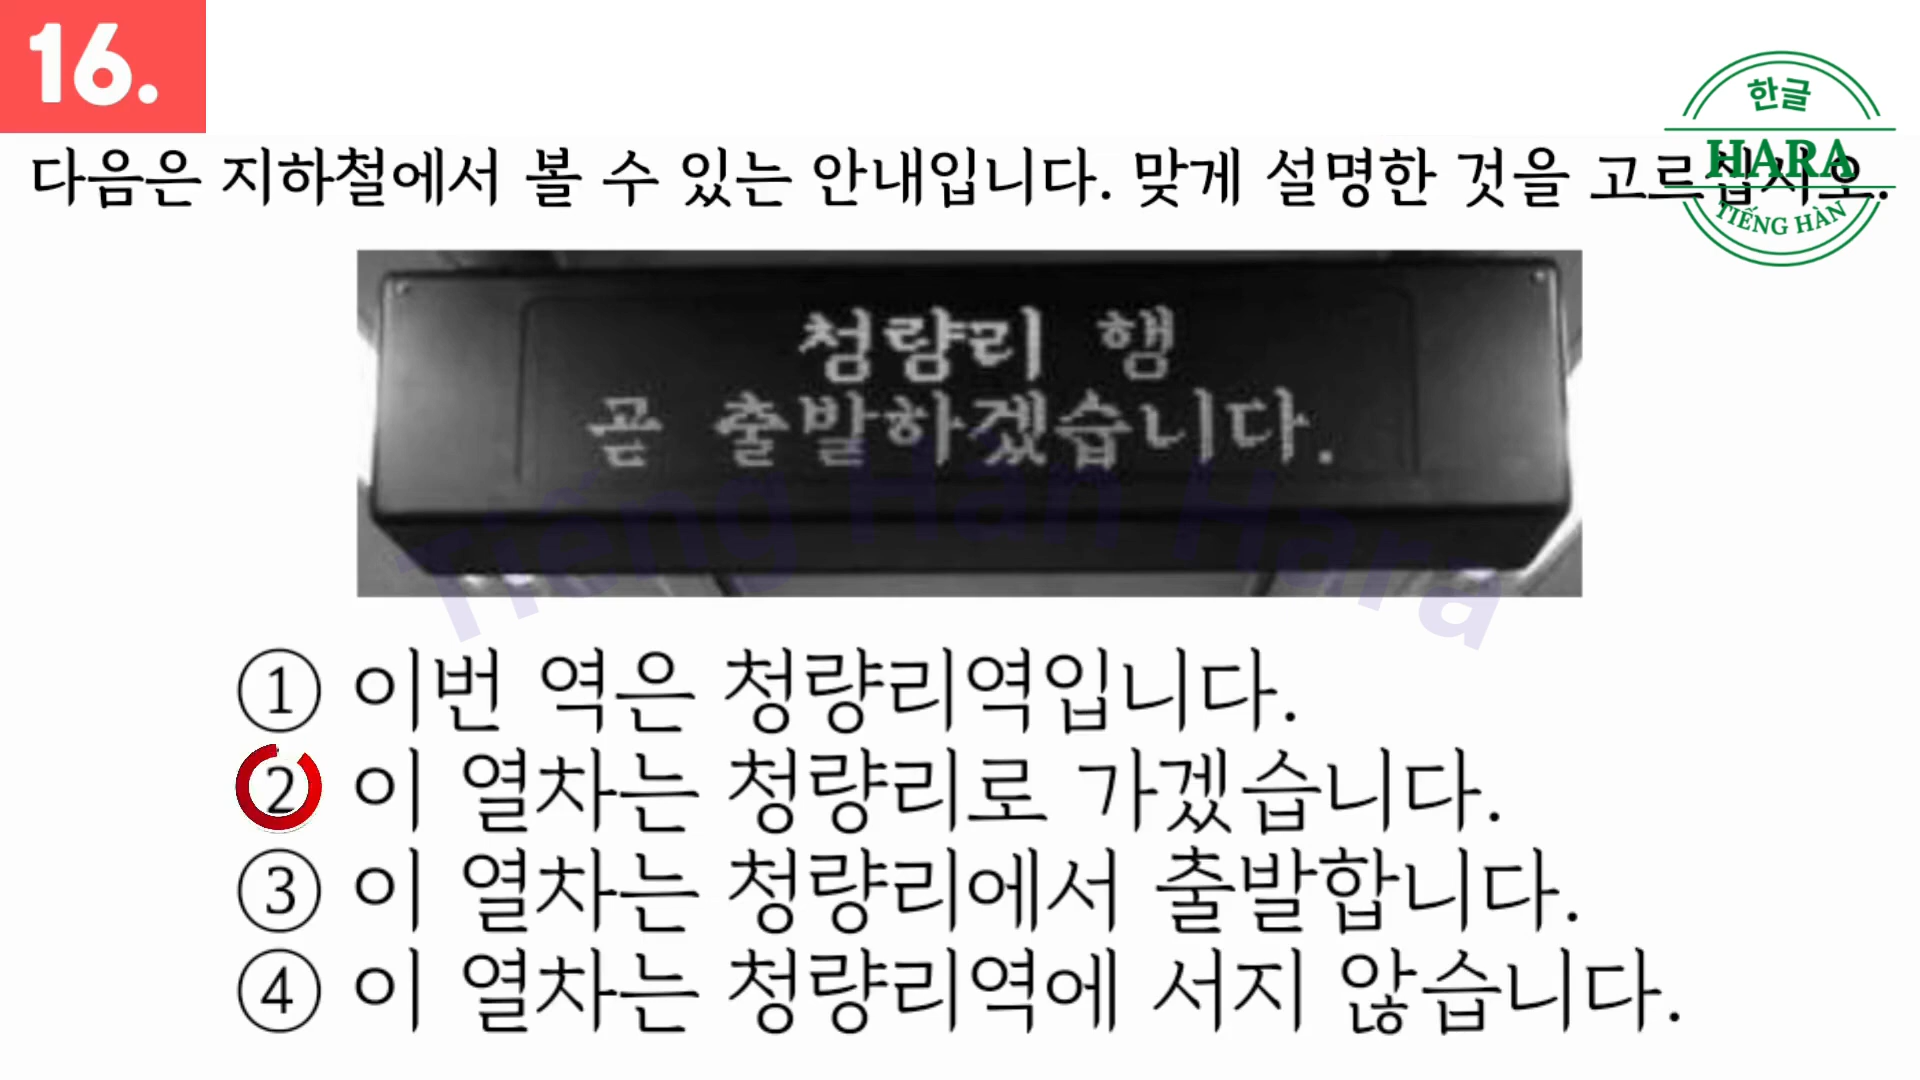 16.
한글
HARA
TIẾNG HÀN
다음은 지하철에서 볼 수 있는 안내입니다. 맞게 설명한 것을 고르십시오.
청량리 행
곧 출발하겠습니다.
Tiếng Hàn Hara
① 이번 역은 청량리역입니다.
② 이 열차는 청량리로 가겠습니다.
③ 이 열차는 청량리에서 출발합니다.
④ 이 열차는 청량리역에 서지 않습니다.